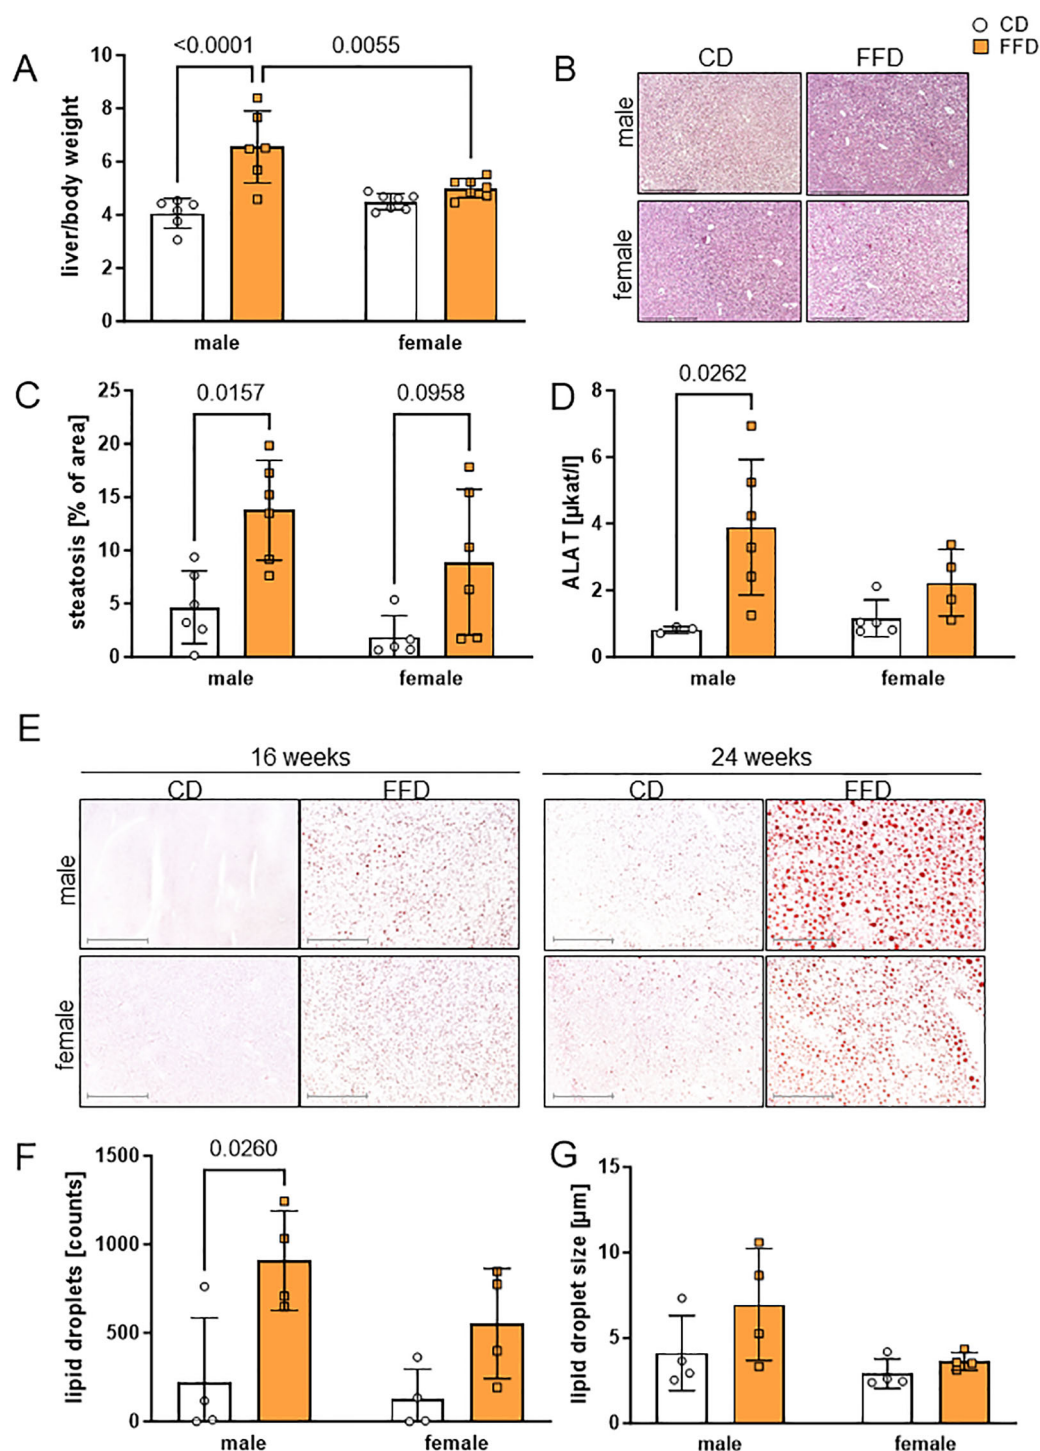 CD
FFD
A
<0.0001
0.0055
liver/body weight
10
8
6
4
2
0
male
female
B
CD
FFD
male
female
C
0.0157
0.0958
steatosis [% of area]
25
20
15
10
5
0
male
female
D
0.0262
ALAT [µkat/l]
8
6
4
2
0
male
female
E
16 weeks
24 weeks
CD
FFD
CD
FFD
male
female
F
0.0260
lipid droplets [counts]
1500
1000
500
0
male
female
G
lipid droplet size [µm]
15
10
5
0
male
female